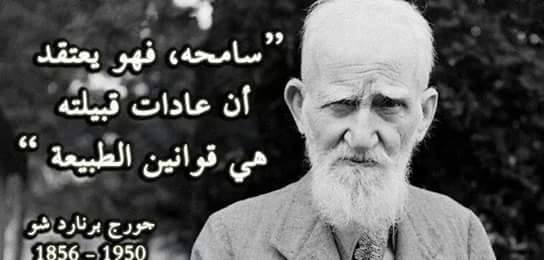 ”سامحه، فهو يعتقد
أن عادات قبيلته
هي قوانين الطبيعة “
جورج برنارد شو
1856 – 1950